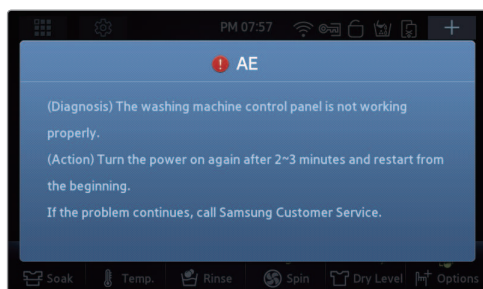 PM 07:57
AE
(Diagnosis) The washing machine control panel is not working
properly.
(Action) Turn the power on again after 2~3 minutes and restart from
the beginning.
If the problem continues, call Samsung Customer Service.
Soak Temp. Rinse Spin Dry Level Options